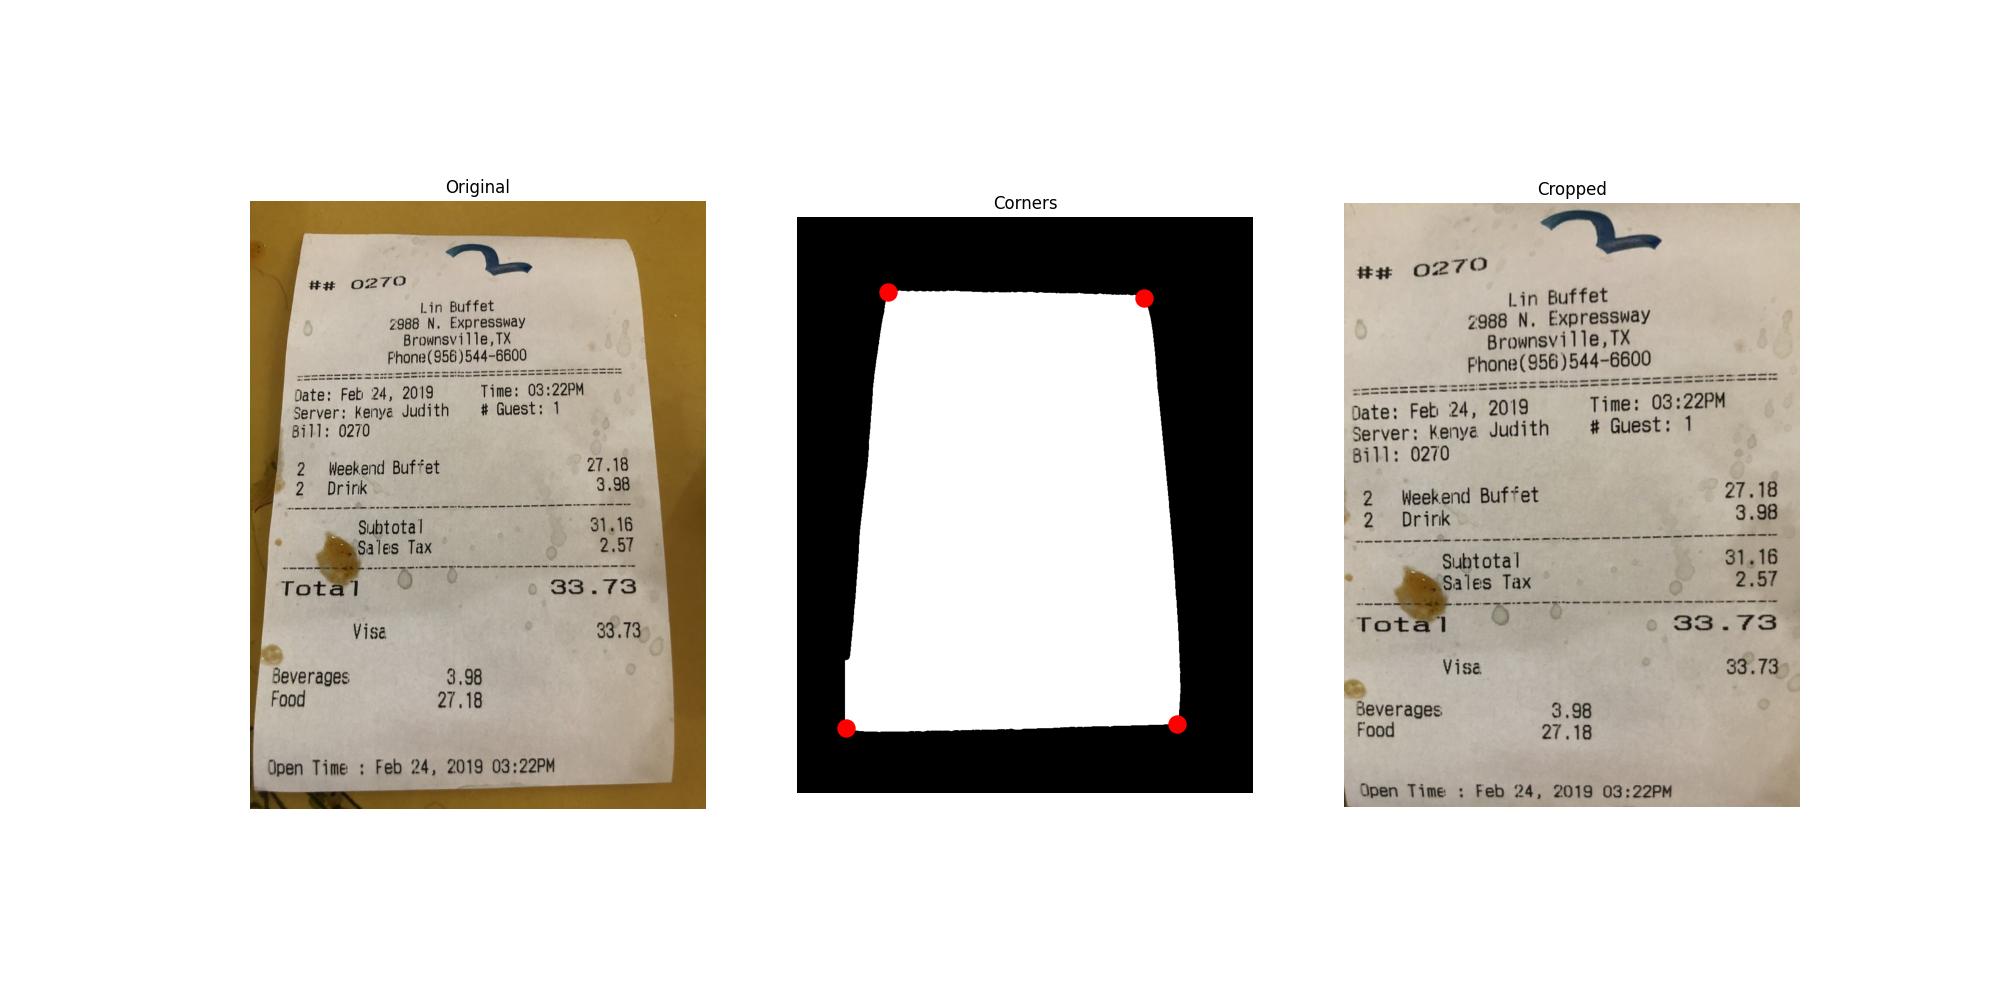 Original
## 0270
Lin Buffet
2988 N. Expressway
Brownsville,TX
Phone(956)544-6600
Date: Feb 24, 2019 Time: 03:22PM
Server: Kenya Judith # Guest: 1
Bill: 0270
2 Weekend Buffet 27.18
2 Drink 3.98
Subtotal 31.16
Sales Tax 2.57
Total 33.73
Visa 33.73
Beverages 3.98
Food 27.18
Open Time : Feb 24, 2019 03:22PM
Corners
Cropped
## 0270
Lin Buffet
2988 N. Expressway
Brownsville,TX
Phone(956)544-6600
Date: Feb 24, 2019 Time: 03:22PM
Server: Kenya Judith # Guest: 1
Bill: 0270
2 Weekend Buffet 27.18
2 Drink 3.98
Subtotal 31.16
Sales Tax 2.57
Total 33.73
Visa 33.73
Beverages 3.98
Food 27.18
Open Time : Feb 24, 2019 03:22PM